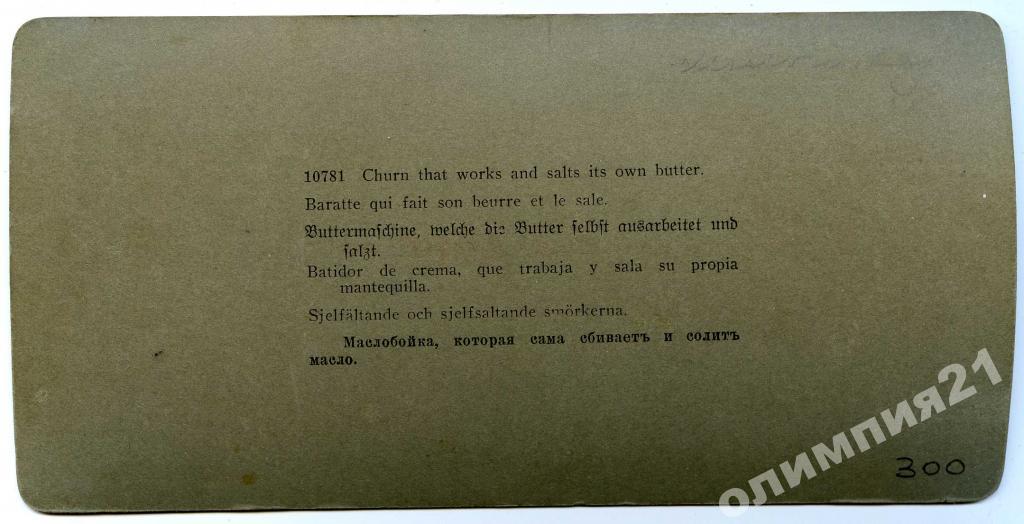 10781 Churn that works and salts its own butter.
Baratte qui fait son beurre et le sale.
Buttermaſchine, welche die Butter ſelbſt ausarbeitet und
ſalzt.
Batidor de crema, que trabaja y sala su propia
mantequilla.
Sjelfältande och sjelfsaltande smörkerna.
Маслобойка, которая сама сбиваетъ и солитъ
масло.
олимпия21
300